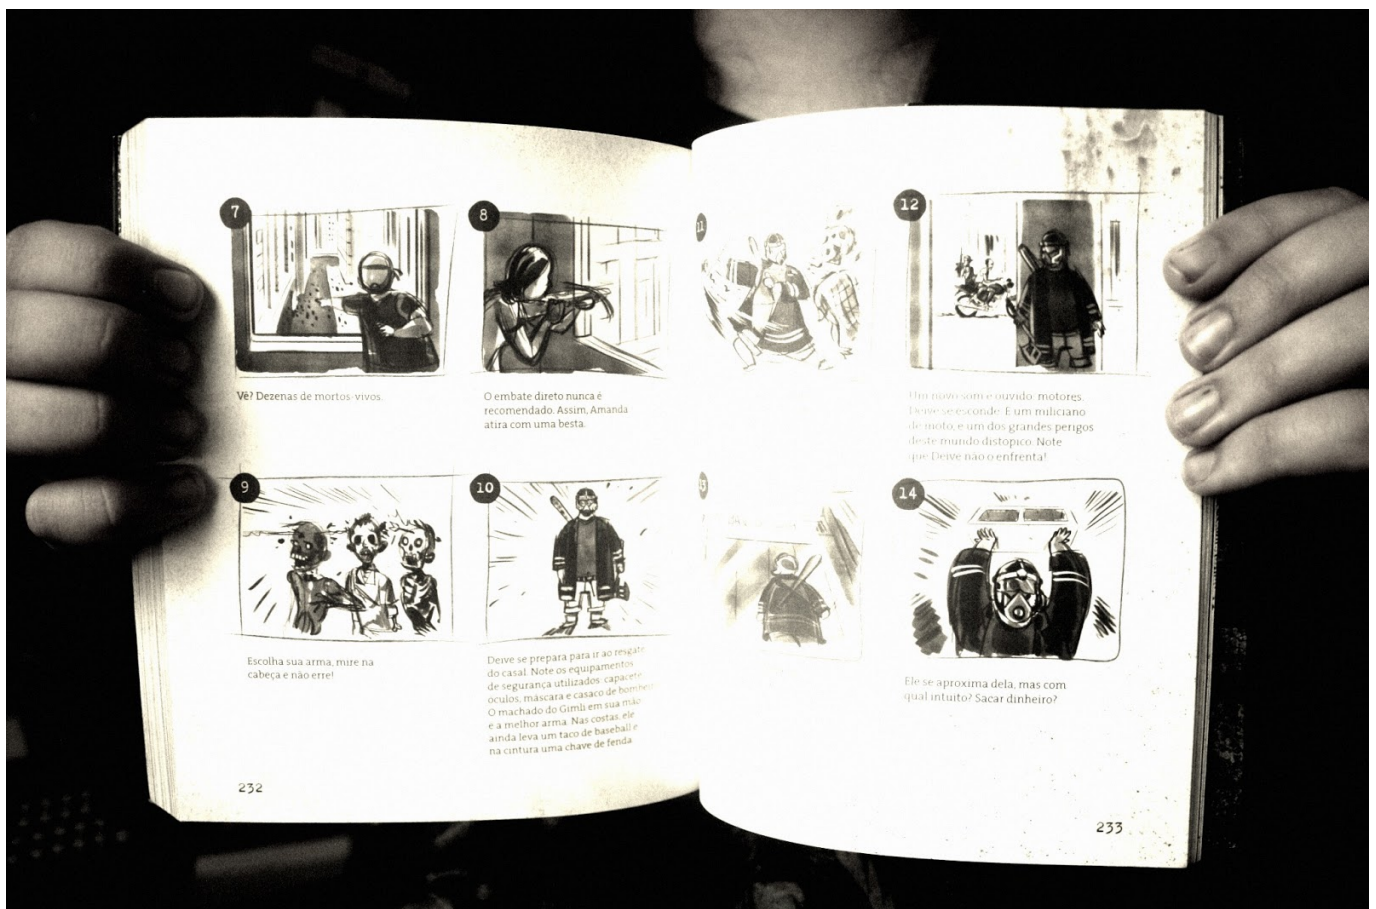 7
Vê? Dezenas de mortos-vivos.
8
O embate direto nunca é
recomendado. Assim, Amanda
atira com uma besta.
9
Escolha sua arma, mire na
cabeça e não erre!
10
Deive se prepara para ir ao resgate
do casal. Note os equipamentos
de segurança utilizados: capacete,
óculos, máscara e casaco de bombeiro.
O machado do Gimli em sua mão
é a melhor arma. Nas costas, ele
ainda leva um taco de baseball e
na cintura uma chave de fenda.
232
11
12
Um novo som é ouvido: motores.
Deive se esconde. É um miliciano
de moto, e um dos grandes perigos
deste mundo distópico. Note
que Deive não o enfrenta!
13
14
Ele se aproxima dela, mas com
qual intuito? Sacar dinheiro?
233